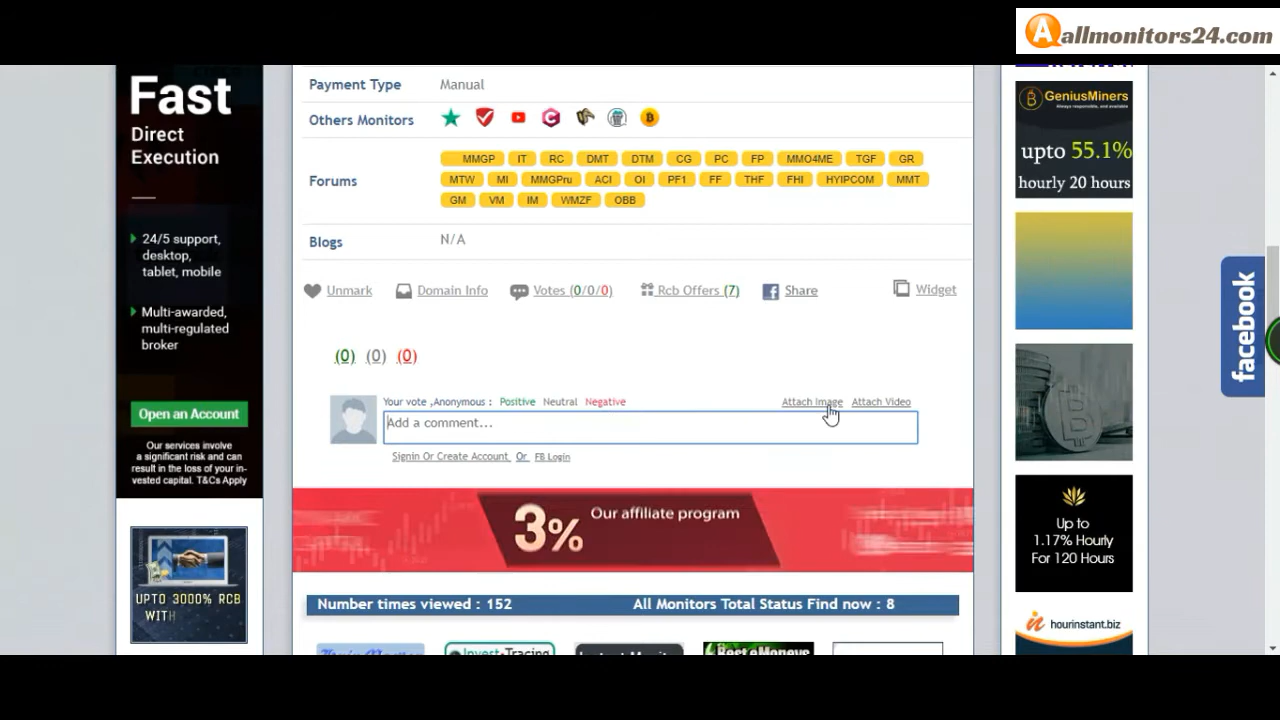 allmonitors24.com
Fast
Direct
Execution
24/5 support,
desktop,
tablet, mobile
Multi-awarded,
multi-regulated
broker
Open an Account
Our services involve
a significant risk and can
result in the loss of your in-
vested capital. T&Cs Apply
UPTO 3000% RCB
WITH
Payment Type Manual
Others Monitors
Forums
MMGP IT RC DMT DTM CG PC FP MMO4ME TGF GR
MTW MI MMGPru ACI OI PF1 FF THF FHI HYIPCOM MMT
GM VM IM WMZF OBB
Blogs N/A
Unmark Domain Info Votes (0/0/0) Rcb Offers (7) Share Widget
(0) (0) (0)
Your vote ,Anonymous : Positive Neutral Negative Attach Image Attach Video
Add a comment...
Signin Or Create Account Or FB Login
3% Our affiliate program
Number times viewed : 152 All Monitors Total Status Find now : 8
Invest-Tracing
GeniusMiners
upto 55.1%
hourly 20 hours
Up to
1.17% Hourly
For 120 Hours
hourinstant.biz
facebook